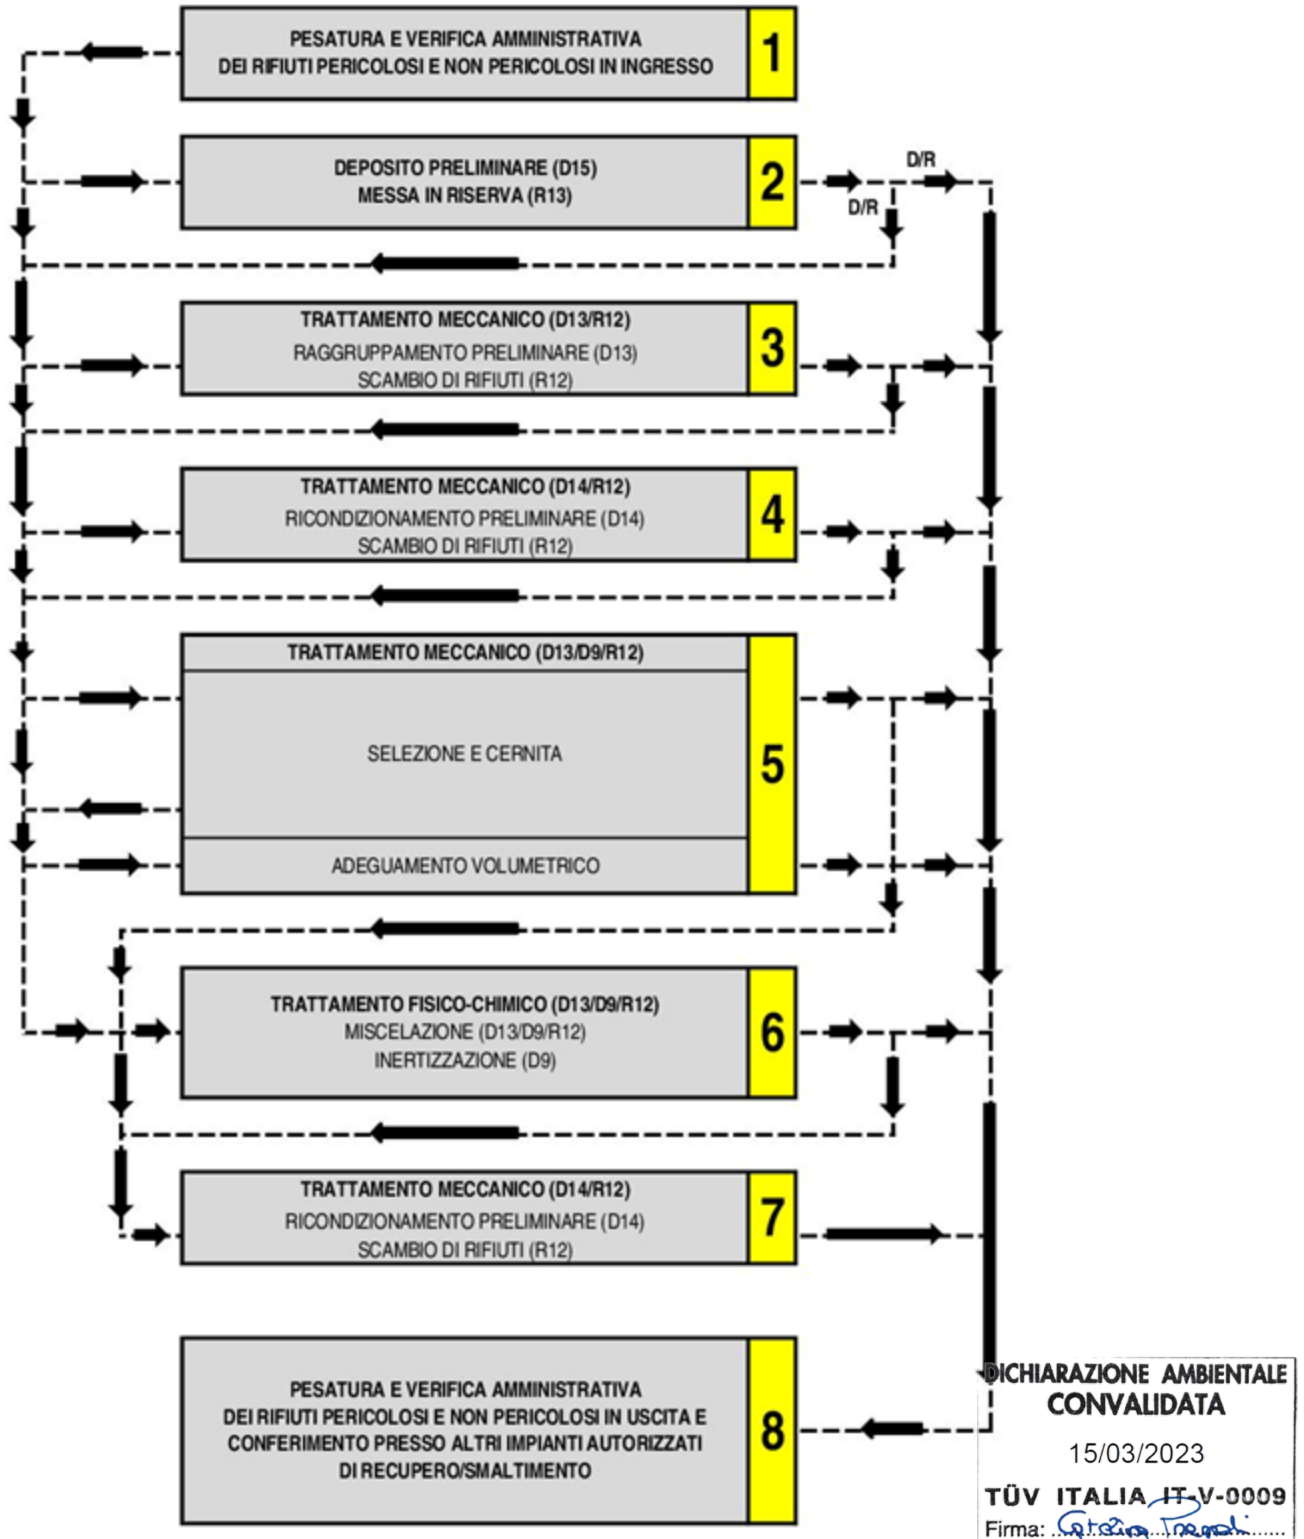 PESATURA E VERIFICA AMMINISTRATIVA
DEI RIFIUTI PERICOLOSI E NON PERICOLOSI IN INGRESSO
1
DEPOSITO PRELIMINARE (D15)
MESSA IN RISERVA (R13)
2
D/R
D/R
TRATTAMENTO MECCANICO (D13/R12)
RAGGRUPPAMENTO PRELIMINARE (D13)
SCAMBIO DI RIFIUTI (R12)
3
TRATTAMENTO MECCANICO (D14/R12)
RICONDIZIONAMENTO PRELIMINARE (D14)
SCAMBIO DI RIFIUTI (R12)
4
TRATTAMENTO MECCANICO (D13/D9/R12)
SELEZIONE E CERNITA
5
ADEGUAMENTO VOLUMETRICO
TRATTAMENTO FISICO-CHIMICO (D13/D9/R12)
MISCELAZIONE (D13/D9/R12)
INERTIZZAZIONE (D9)
6
TRATTAMENTO MECCANICO (D14/R12)
RICONDIZIONAMENTO PRELIMINARE (D14)
SCAMBIO DI RIFIUTI (R12)
7
PESATURA E VERIFICA AMMINISTRATIVA
DEI RIFIUTI PERICOLOSI E NON PERICOLOSI IN USCITA E
CONFERIMENTO PRESSO ALTRI IMPIANTI AUTORIZZATI
DI RECUPERO/SMALTIMENTO
8
DICHIARAZIONE AMBIENTALE
CONVALIDATA
15/03/2023
TÜV ITALIA IT-V-0009
Firma: